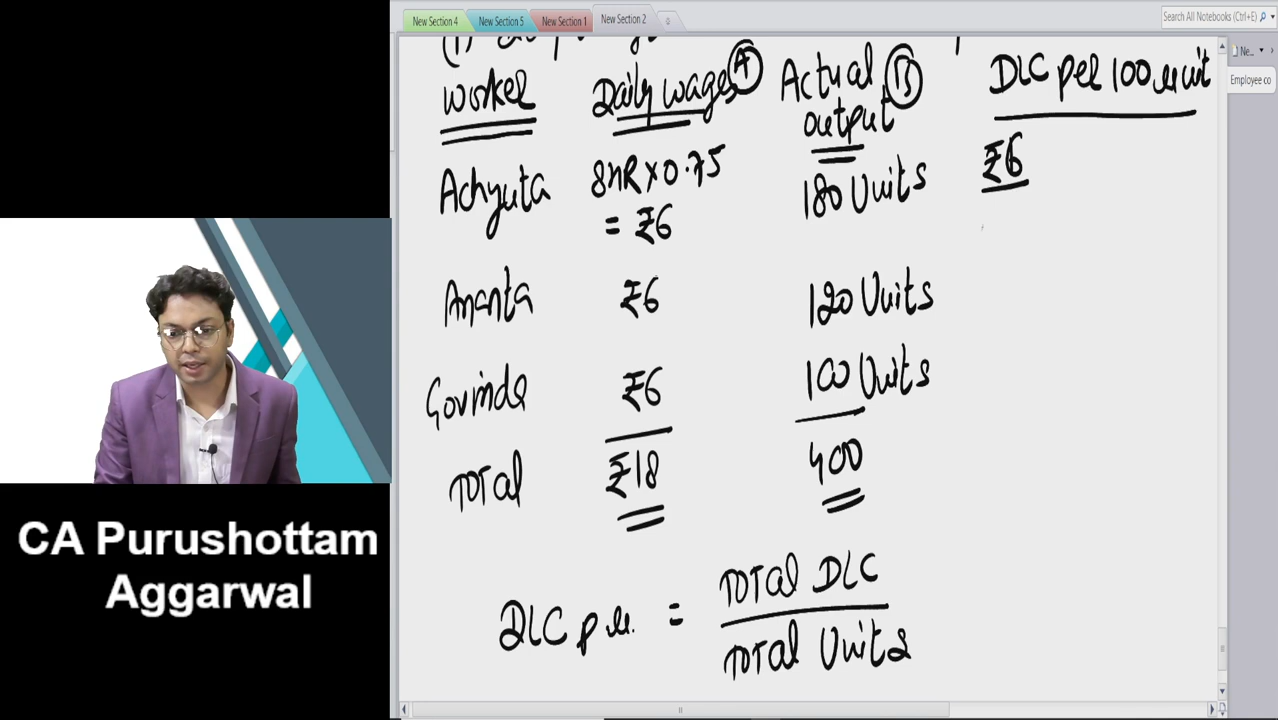 New Section 4 New Section 5 New Section 1 New Section 2
Search All Notebooks (Ctrl+E)
Ne...
Employee co
(1)
Worker Daily wages (A) Actual output (B) DLC per 100 unit
Achyuta 8HR×0.75 180 Units ₹6
= ₹6
Ananta ₹6 120 Units
Govinda ₹6 100 Units
Total ₹18 400
DLC p.u. = Total DLC
Total Units
CA Purushottam
Aggarwal